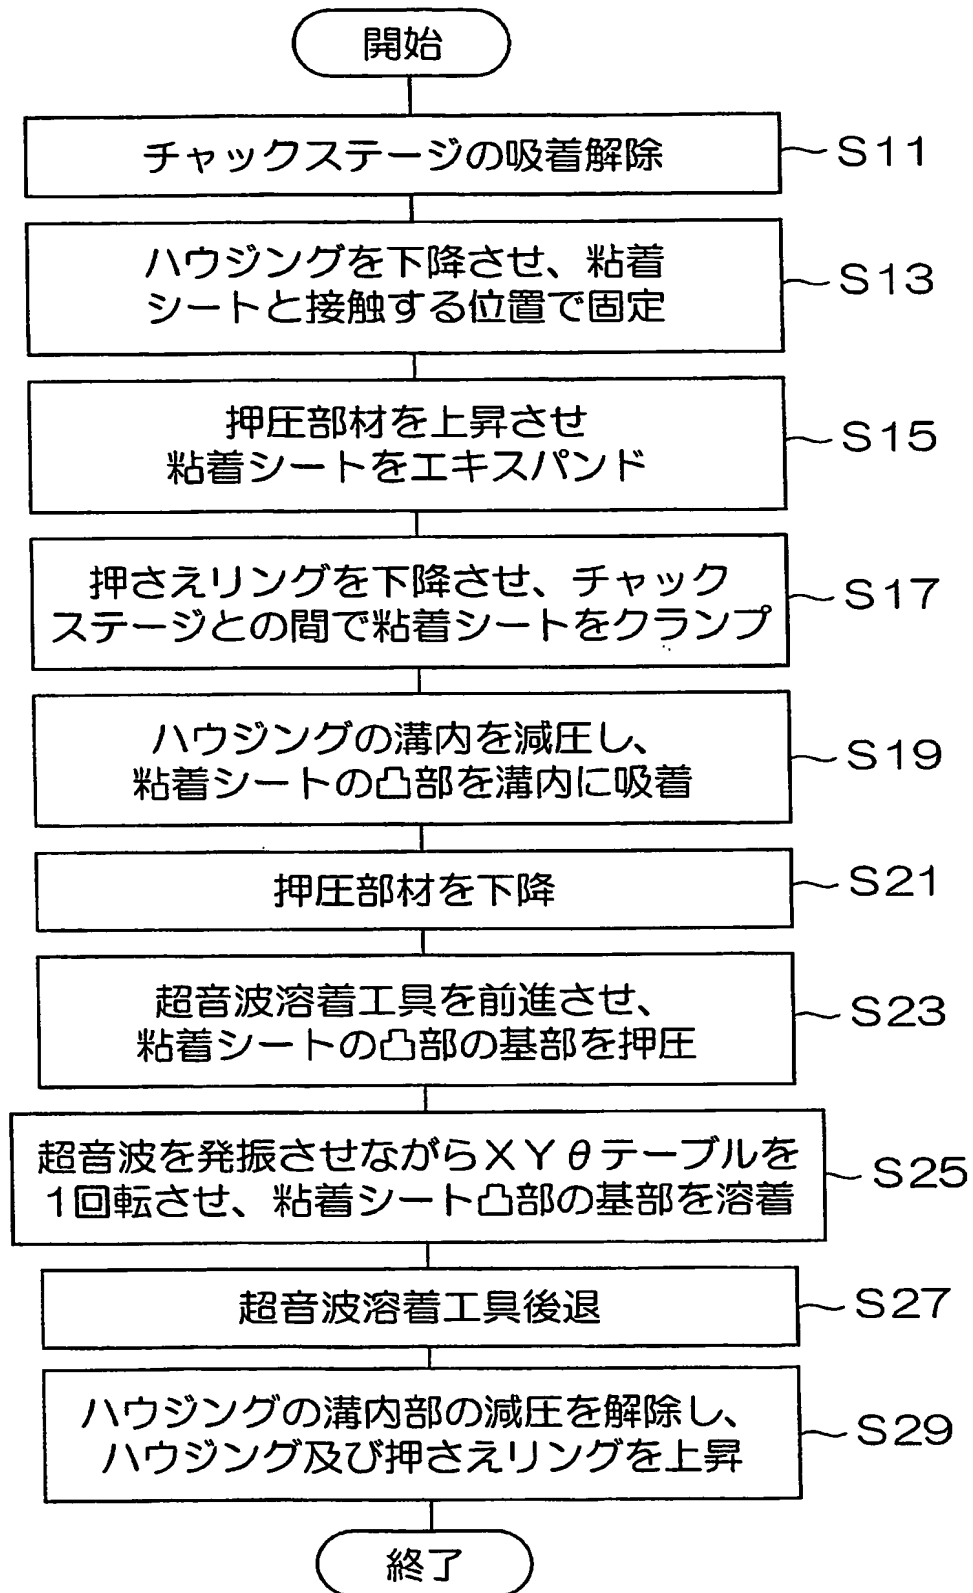 開始
チャックステージの吸着解除
S11
ハウジングを下降させ、粘着
シートと接触する位置で固定
S13
押圧部材を上昇させ
粘着シートをエキスパンド
S15
押さえリングを下降させ、チャック
ステージとの間で粘着シートをクランプ
S17
ハウジングの溝内を減圧し、
粘着シートの凸部を溝内に吸着
S19
押圧部材を下降
S21
超音波溶着工具を前進させ、
粘着シートの凸部の基部を押圧
S23
超音波を発振させながらＸＹθテーブルを
1回転させ、粘着シート凸部の基部を溶着
S25
超音波溶着工具後退
S27
ハウジングの溝内部の減圧を解除し、
ハウジング及び押さえリングを上昇
S29
終了